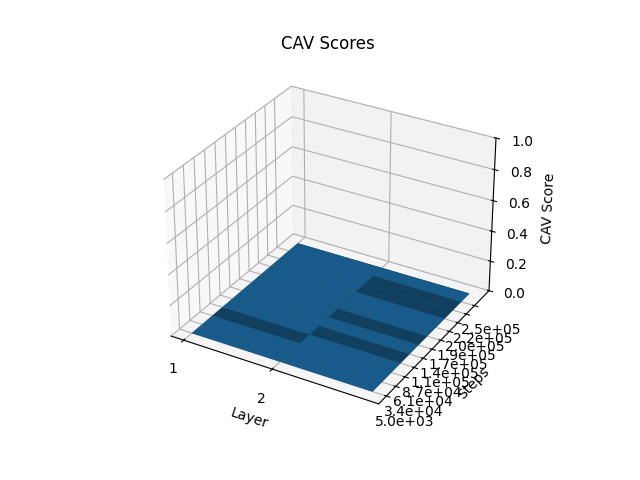 CAV Scores
1.0
0.8
0.6
0.4
0.2
0.0
CAV Score
2.5e+05
2.2e+05
2.0e+05
1.9e+05
1.7e+05
1.4e+05
1.1e+05
8.7e+04
6.1e+04
3.4e+04
5.0e+03
Steps
1
2
Layer